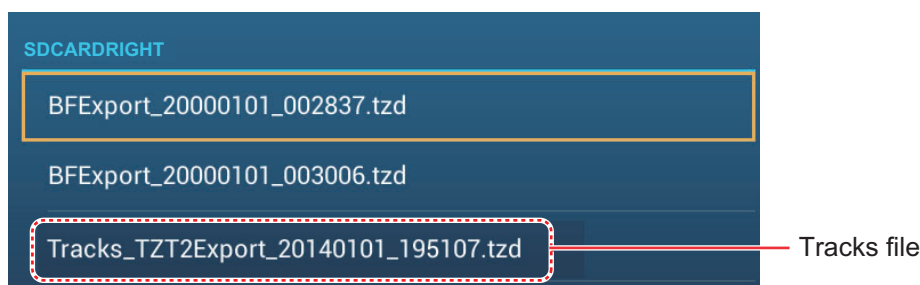 SDCARDRIGHT
BFExport_20000101_002837.tzd
BFExport_20000101_003006.tzd
Tracks_TZT2Export_20140101_195107.tzd
Tracks file